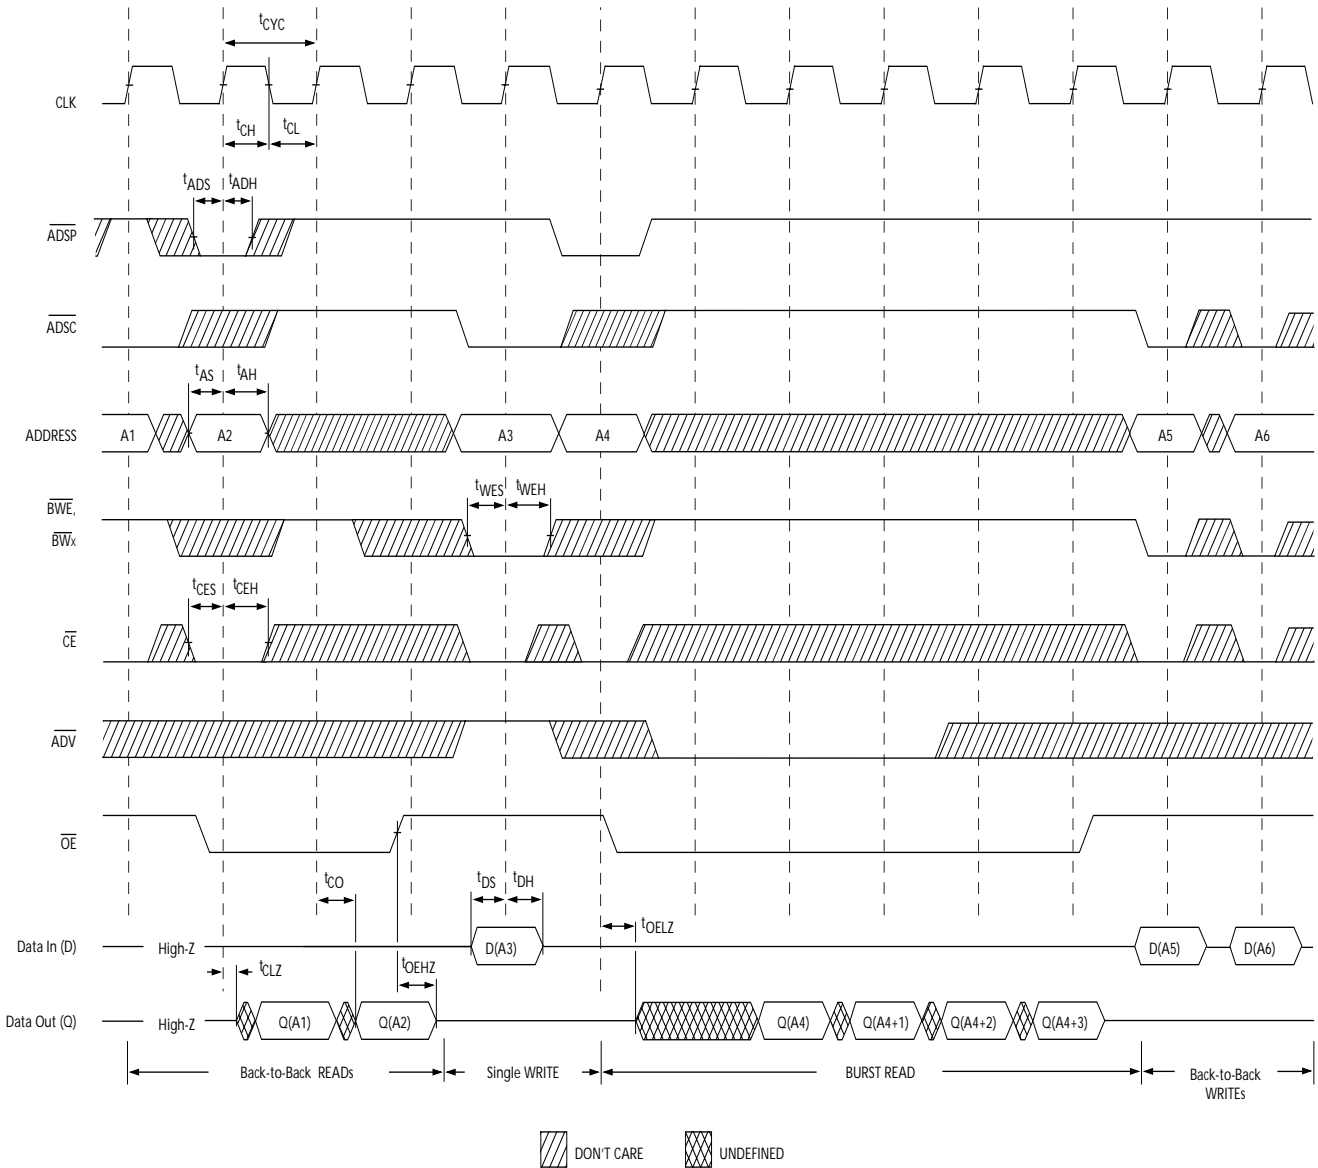 tCYC
CLK
tCH
tCL
tADS
tADH
ADSP
ADSC
tAS
tAH
ADDRESS
A1
A2
A3
A4
A5
A6
tWES
tWEH
BWE,
BWx
tCES
tCEH
CE
ADV
OE
tCO
tDS
tDH
tOELZ
Data In (D)
High-Z
D(A3)
D(A5)
D(A6)
tCLZ
tOEHZ
Data Out (Q)
High-Z
Q(A1)
Q(A2)
Q(A4)
Q(A4+1)
Q(A4+2)
Q(A4+3)
Back-to-Back READs
Single WRITE
BURST READ
Back-to-Back
WRITEs
DON'T CARE
UNDEFINED